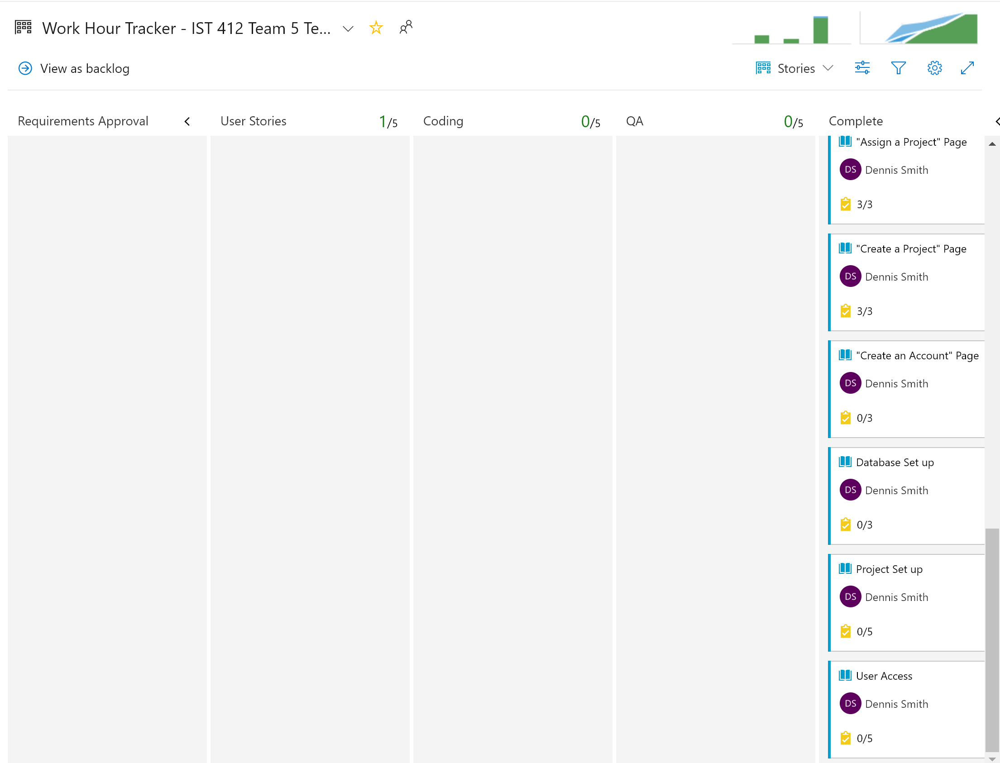 Work Hour Tracker - IST 412 Team 5 Te...
View as backlog
Stories
Requirements Approval
User Stories 1/5
Coding 0/5
QA 0/5
Complete
"Assign a Project" Page
DS Dennis Smith
3/3
"Create a Project" Page
DS Dennis Smith
3/3
"Create an Account" Page
DS Dennis Smith
0/3
Database Set up
DS Dennis Smith
0/3
Project Set up
DS Dennis Smith
0/5
User Access
DS Dennis Smith
0/5